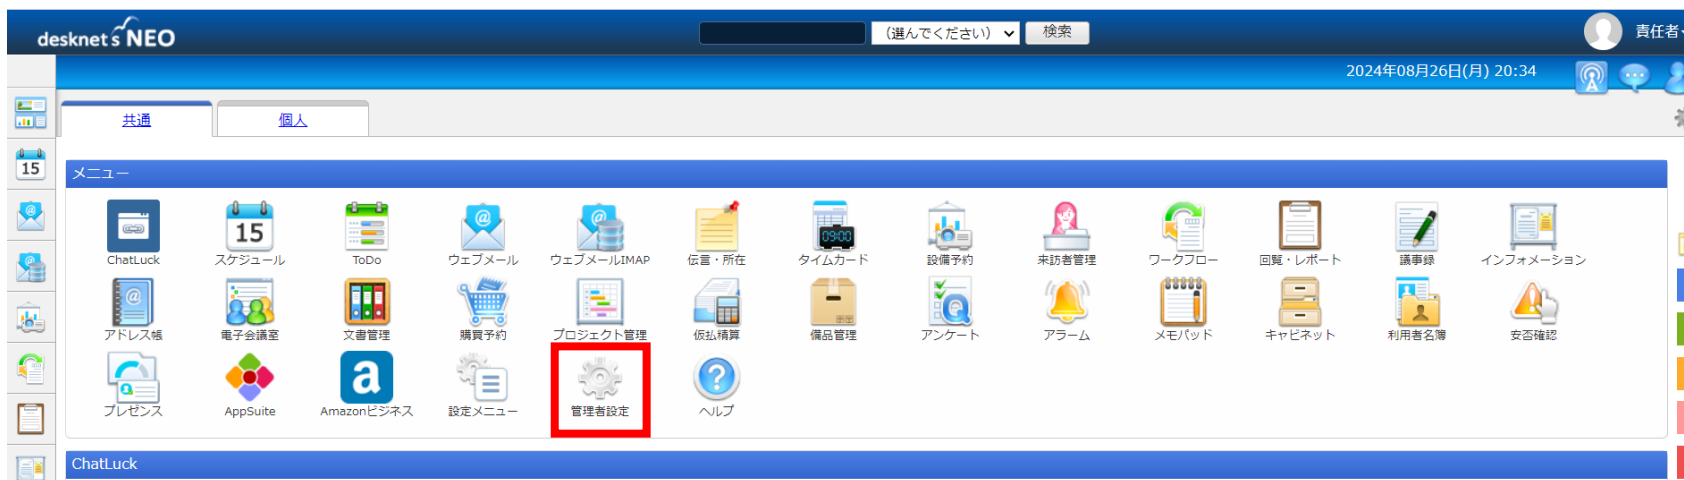 desknet's NEO
（選んでください）
検索
責任者
2024年08月26日(月) 20:34
共通
個人
15
メニュー
15
09:00
ChatLuck
スケジュール
ToDo
ウェブメール
ウェブメールIMAP
伝言・所在
タイムカード
設備予約
来訪者管理
ワークフロー
回覧・レポート
議事録
インフォメーション
アドレス帳
電子会議室
文書管理
購買予約
プロジェクト管理
仮払精算
備品管理
アンケート
アラーム
メモパッド
キャビネット
利用者名簿
安否確認
プレゼンス
AppSuite
Amazonビジネス
設定メニュー
管理者設定
ヘルプ
ChatLuck